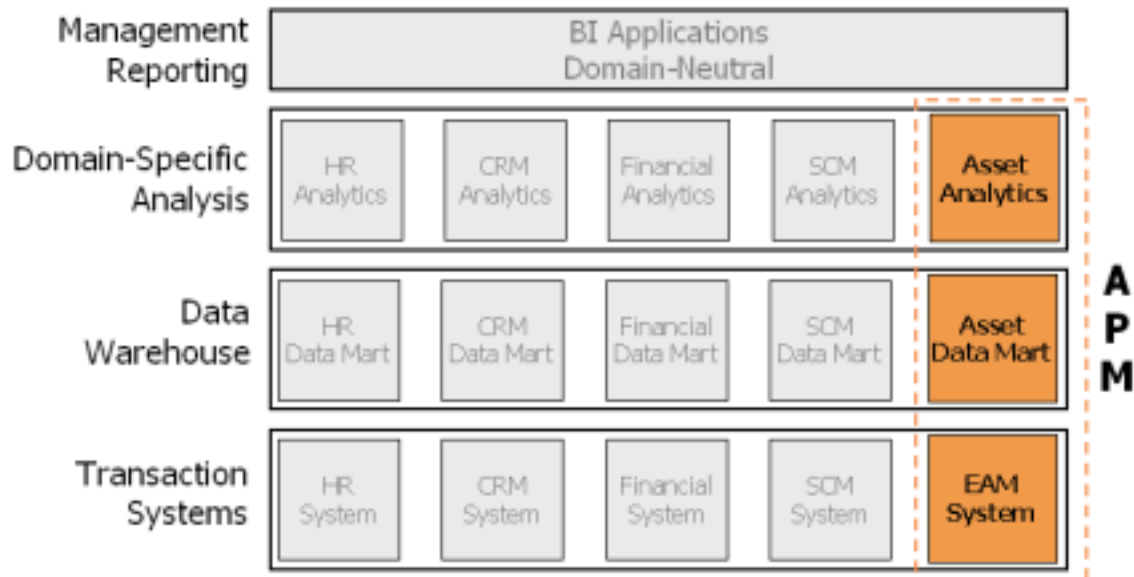 Management
Reporting
BI Applications
Domain-Neutral
Domain-Specific
Analysis
HR
Analytics
CRM
Analytics
Financial
Analytics
SCM
Analytics
Asset
Analytics
Data
Warehouse
HR
Data Mart
CRM
Data Mart
Financial
Data Mart
SCM
Data Mart
Asset
Data Mart
Transaction
Systems
HR
System
CRM
System
Financial
System
SCM
System
EAM
System
A
P
M